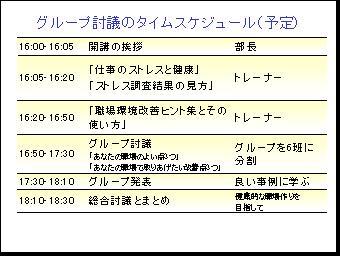 グループ討議のタイムスケジュール(予定)
16:00-16:05 開講の挨拶 部長
16:05-16:20 「仕事のストレスと健康」 トレーナー
「ストレス調査結果の見方」
16:20-16:50 「職場環境改善ヒント集とその トレーナー
使い方」
16:50-17:30 グループ討議 グループを6班に
「あなたの職場のよい点3つ」 分割
「あなたの職場で取りあげたい改善点3つ」
17:30-18:10 グループ発表 良い事例に学ぶ
18:10-18:30 総合討議とまとめ 健康的な職場作りを
目指して